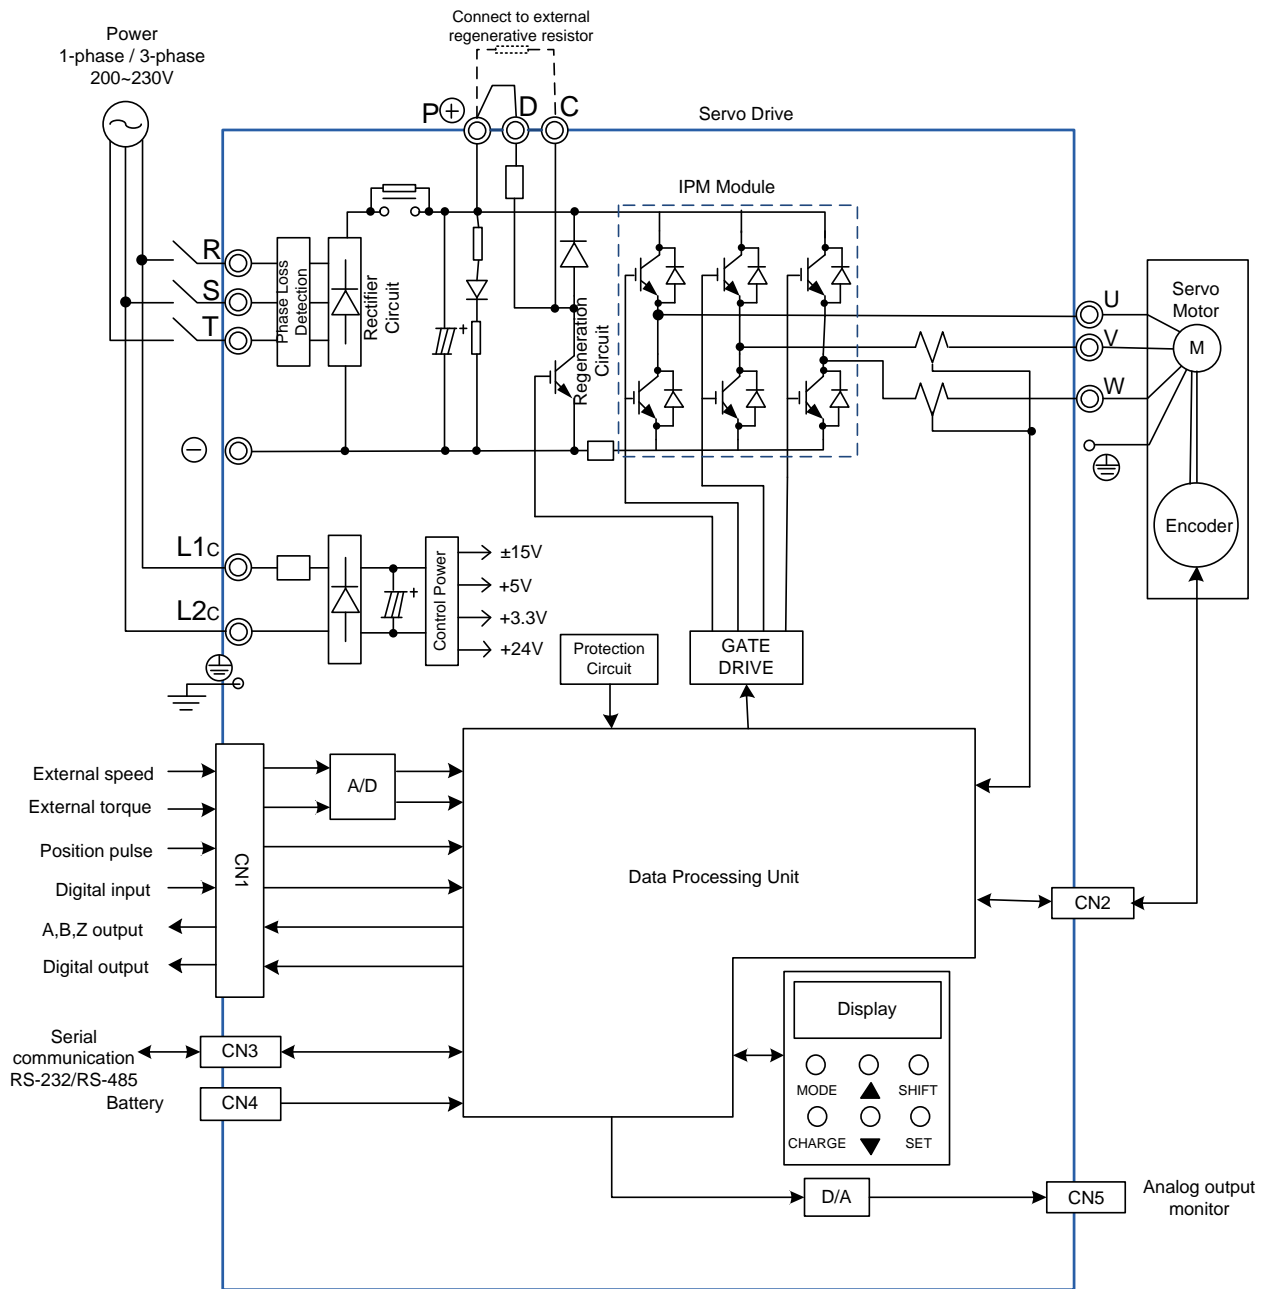 Connect to external
regenerative resistor
Power
1-phase / 3-phase
200~230V
P⊕
D
C
Servo Drive
IPM Module
R
S
T
Phase Loss
Detection
Rectifier
Circuit
+
Regeneration
Circuit
U
V
W
Servo
Motor
M
Encoder
L1c
L2c
+
Control Power
±15V
+5V
+3.3V
+24V
Protection
Circuit
GATE
DRIVE
External speed
External torque
Position pulse
Digital input
A,B,Z output
Digital output
CN1
A/D
Data Processing Unit
CN2
Serial
communication
RS-232/RS-485
CN3
Battery
CN4
Display
MODE
▲
SHIFT
CHARGE
▼
SET
D/A
CN5
Analog output
monitor